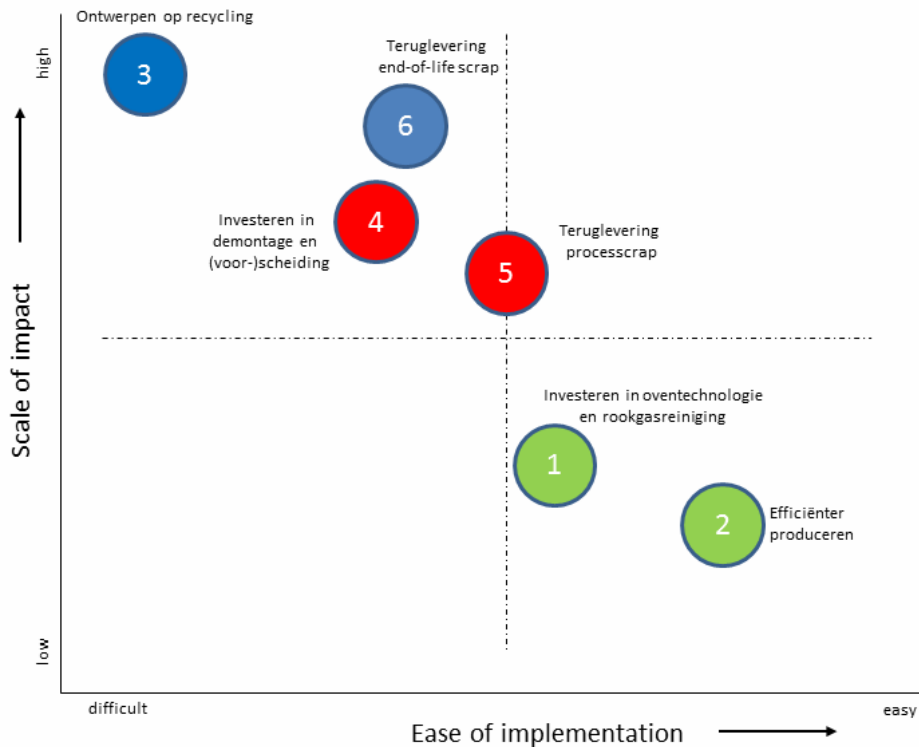 Ontwerpen op recycling
3
Teruglevering
end-of-life scrap
6
Investeren in
demontage en
(voor-)scheiding
4
Teruglevering
processcrap
5
Investeren in oventechnologie
en rookgasreiniging
1
2
Efficiënter
produceren
high
Scale of impact
low
difficult
easy
Ease of implementation